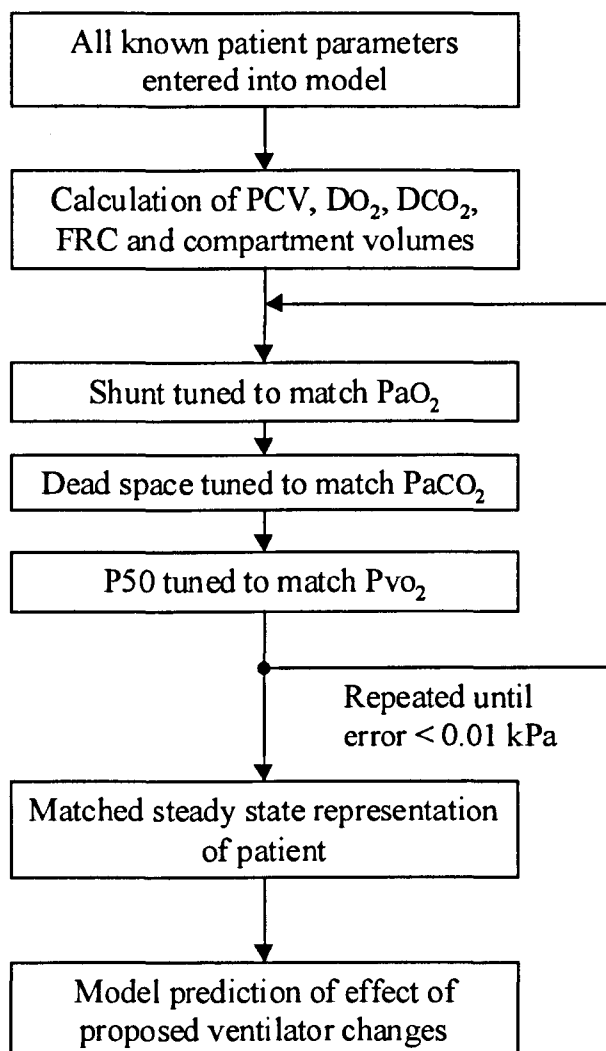 All known patient parameters
entered into model
Calculation of PCV, DO₂, DCO₂,
FRC and compartment volumes
Shunt tuned to match PaO₂
Dead space tuned to match PaCO₂
P50 tuned to match Pvo₂
Repeated until
error < 0.01 kPa
Matched steady state representation
of patient
Model prediction of effect of
proposed ventilator changes